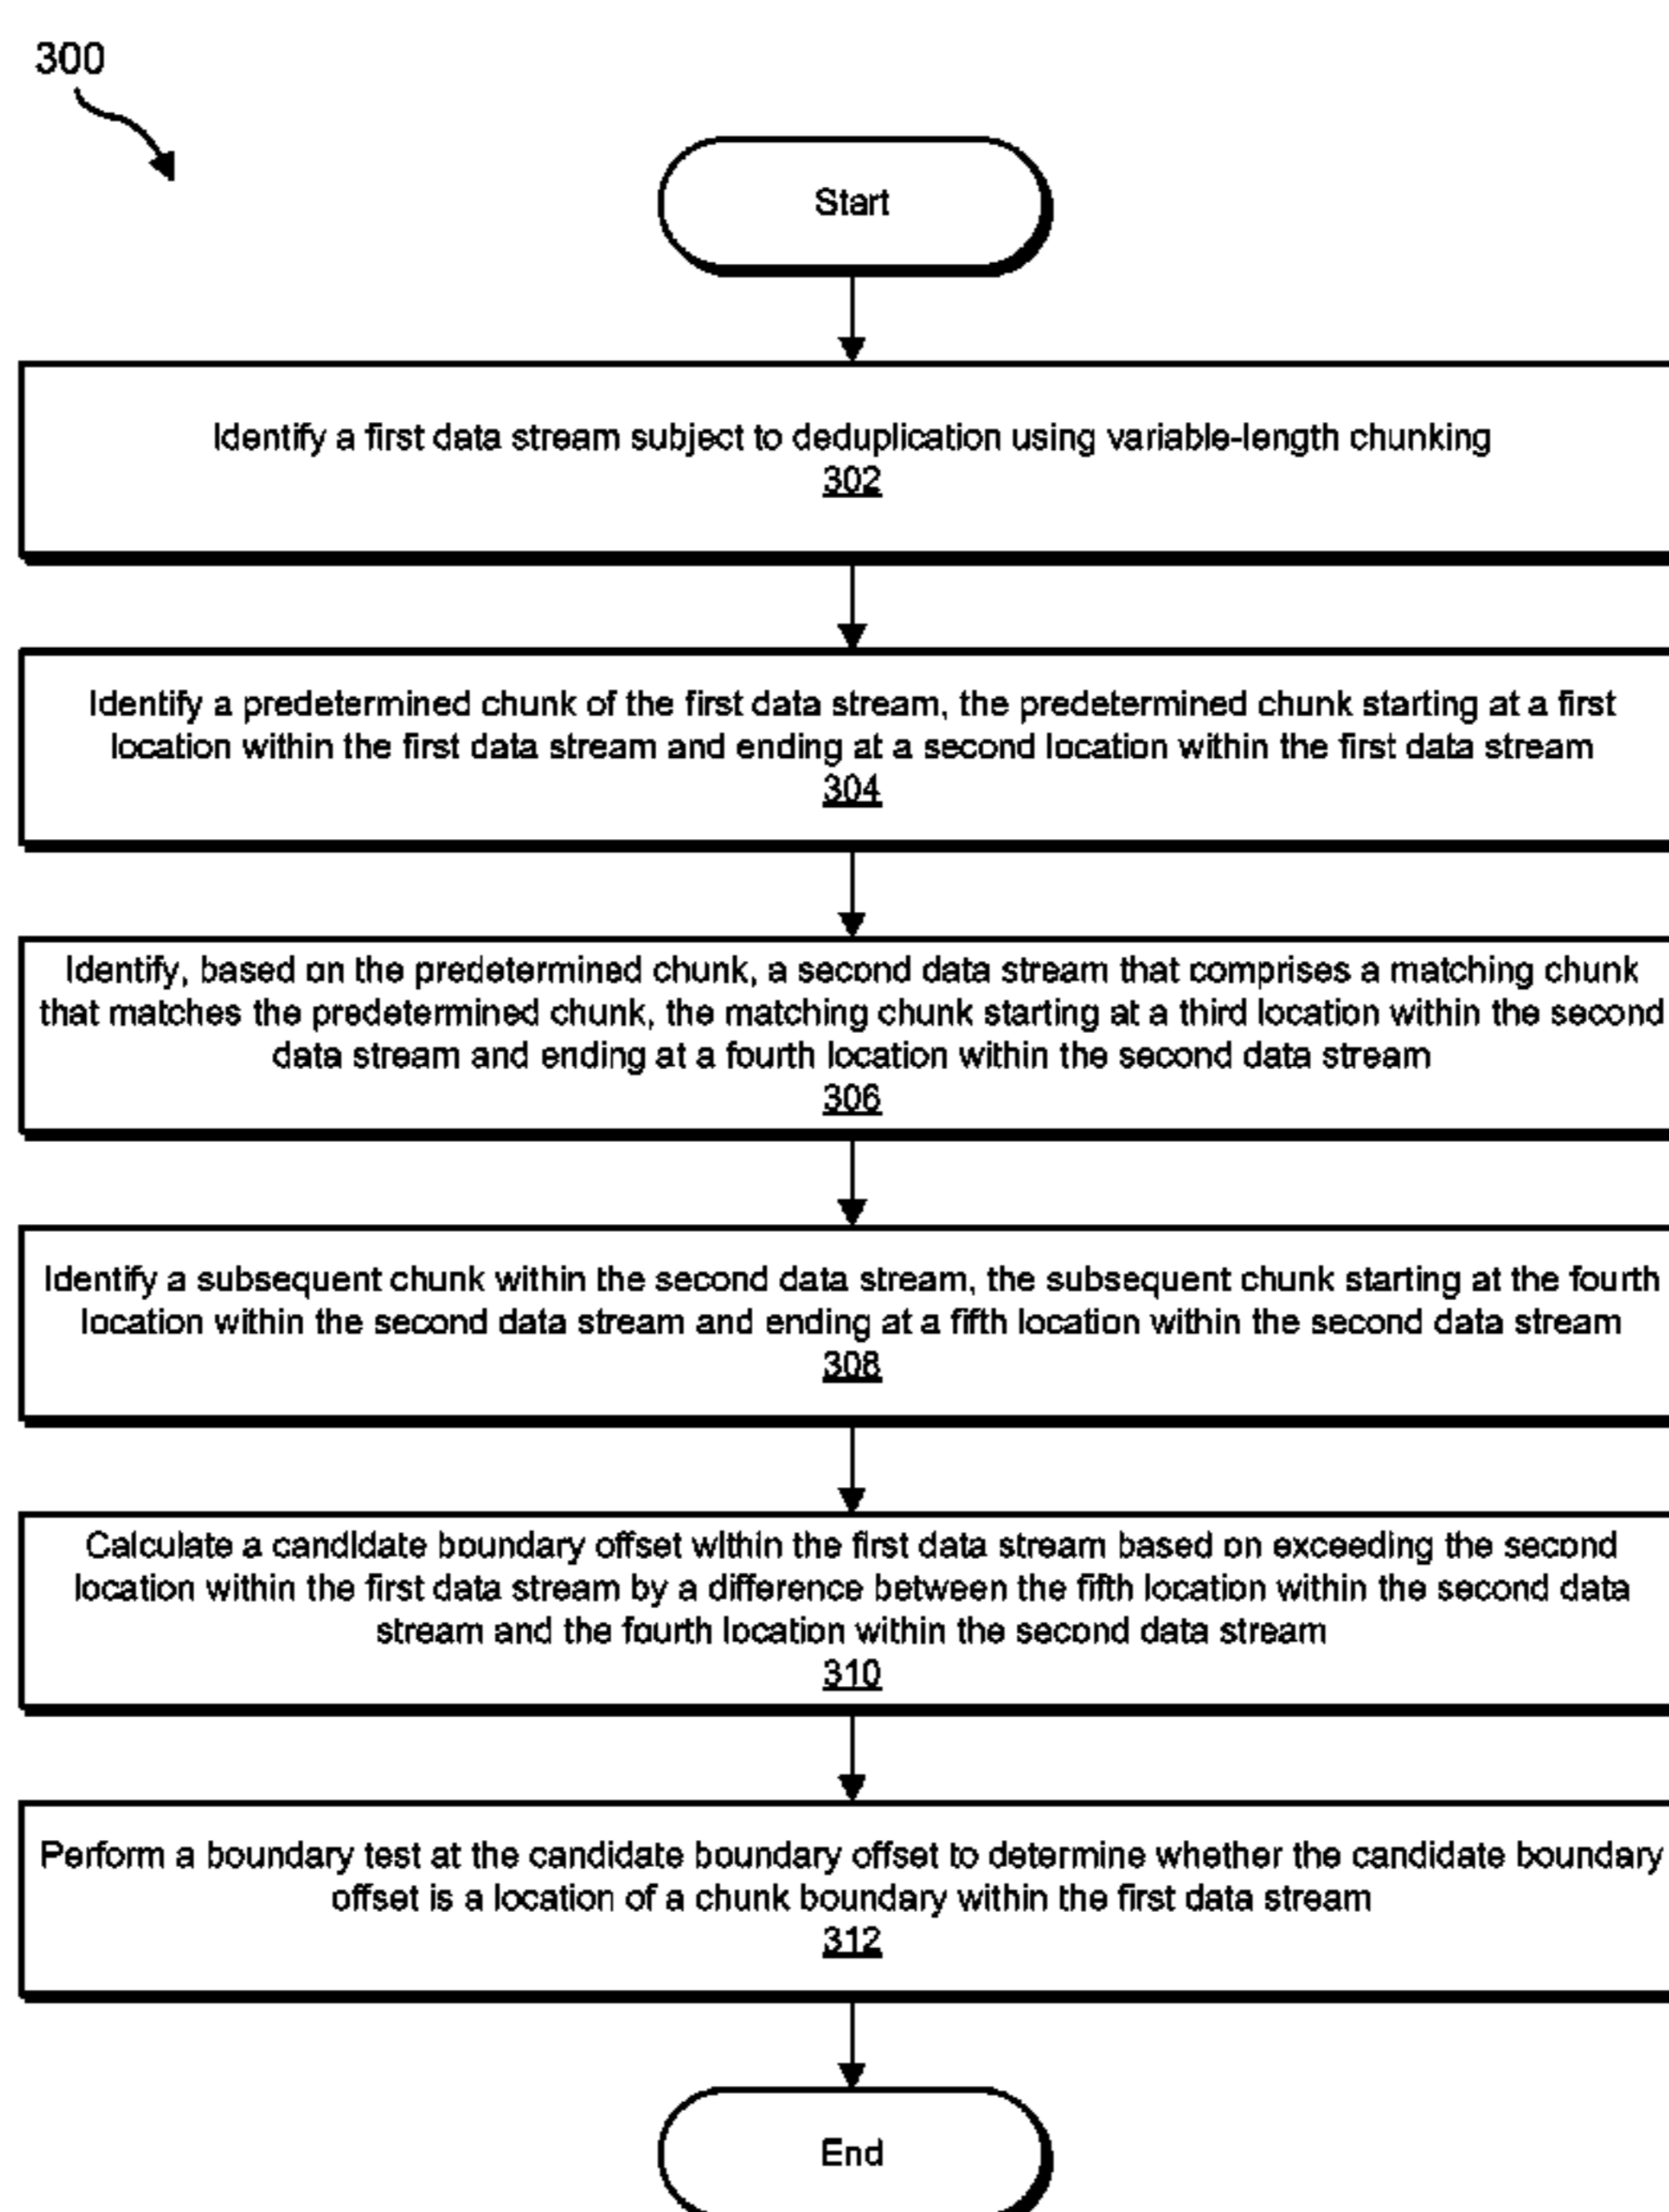 300
Start
Identify a first data stream subject to deduplication using variable-length chunking
302
Identify a predetermined chunk of the first data stream, the predetermined chunk starting at a first
location within the first data stream and ending at a second location within the first data stream
304
Identify, based on the predetermined chunk, a second data stream that comprises a matching chunk
that matches the predetermined chunk, the matching chunk starting at a third location within the second
data stream and ending at a fourth location within the second data stream
306
Identify a subsequent chunk within the second data stream, the subsequent chunk starting at the fourth
location within the second data stream and ending at a fifth location within the second data stream
308
Calculate a candidate boundary offset within the first data stream based on exceeding the second
location within the first data stream by a difference between the fifth location within the second data
stream and the fourth location within the second data stream
310
Perform a boundary test at the candidate boundary offset to determine whether the candidate boundary
offset is a location of a chunk boundary within the first data stream
312
End